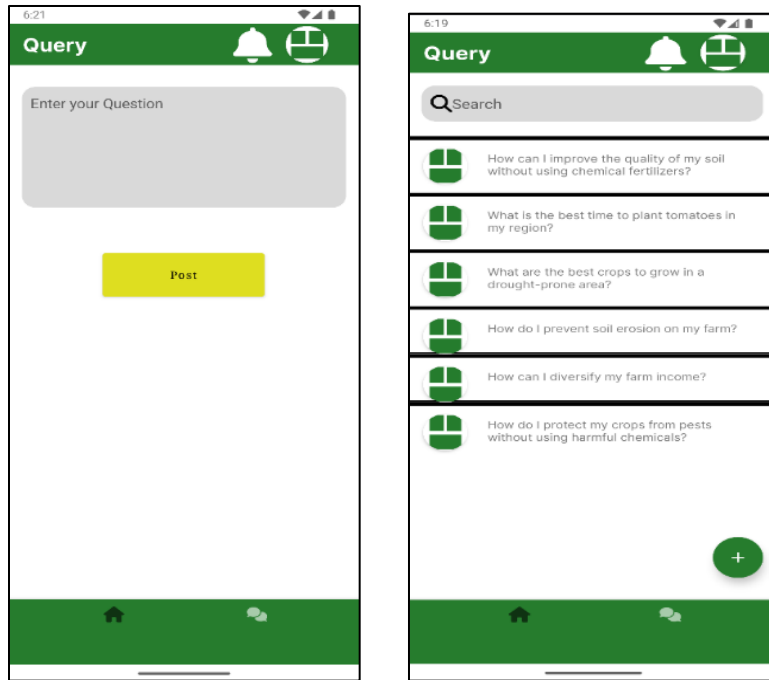 6:21
Query
Enter your Question
Post
6:19
Query
Search
How can I improve the quality of my soil
without using chemical fertilizers?
What is the best time to plant tomatoes in
my region?
What are the best crops to grow in a
drought-prone area?
How do I prevent soil erosion on my farm?
How can I diversify my farm income?
How do I protect my crops from pests
without using harmful chemicals?
+